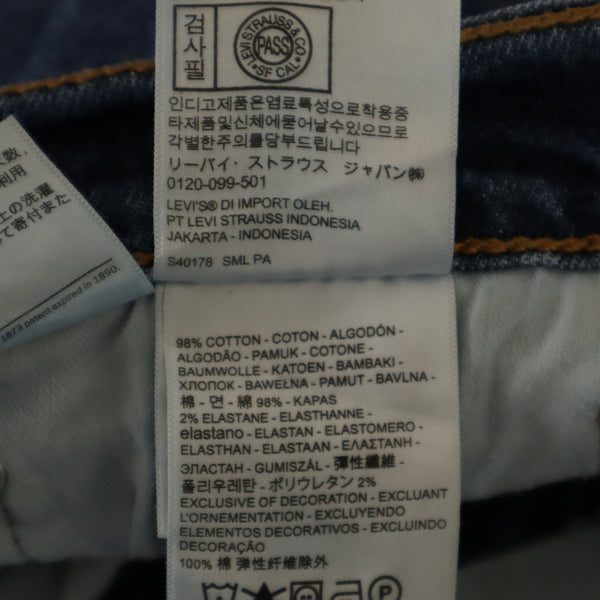 검사필
LEVI STRAUSS & CO
PASS
SF CAL
인디고제품은염료특성으로착용중
타제품및신체에묻어날수있으므로
각별한주의를당부드립니다
リーバイ・ストラウス ジャパン㈱
0120-099-501
LEVI'S® DI IMPORT OLEH.
PT LEVI STRAUSS INDONESIA
JAKARTA - INDONESIA
S40178 SML PA
次数,
利用
上の洗濯
て寄付また
1873 patent expired in 1890.
98% COTTON - COTON - ALGODÓN -
ALGODÃO - PAMUK - COTONE -
BAUMWOLLE - KATOEN - BAMBAKI -
ХЛОПОК - BAWEŁNA - PAMUT - BAVLNA -
棉 - 면 - 綿 98% - KAPAS
2% ELASTANE - ELASTHANNE -
elastano - ELASTAN - ELASTOMERO -
ELASTHAN - ELASTAAN - ΕΛΑΣΤΑΝΗ -
ЭЛАСТАН - GUMISZÁL - 彈性纖維 -
폴리우레탄 - ポリウレタン 2%
EXCLUSIVE OF DECORATION - EXCLUANT
L'ORNEMENTATION - EXCLUYENDO
ELEMENTOS DECORATIVOS - EXCLUINDO
DECORAÇÃO
100% 棉 弹性纤维除外